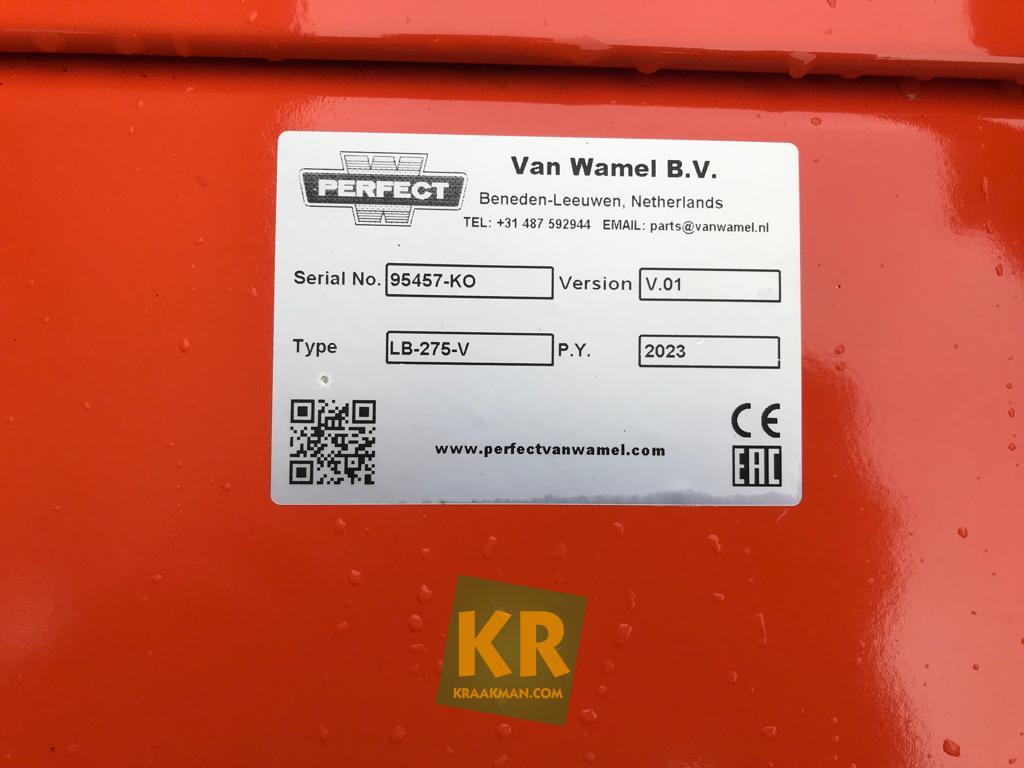 PERFECT
Van Wamel B.V.
Beneden-Leeuwen, Netherlands
TEL: +31 487 592944 EMAIL: parts@vanwamel.nl
Serial No. 95457-KO Version V.01
Type LB-275-V P.Y. 2023
CE
www.perfectvanwamel.com
EAC
KR
KRAAKMAN.COM